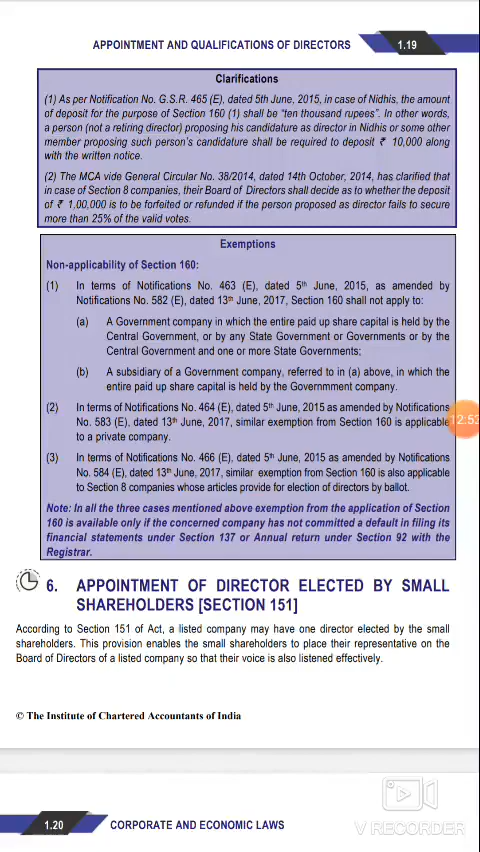 APPOINTMENT AND QUALIFICATIONS OF DIRECTORS 1.19
Clarifications
(1) As per Notification No. G.S.R. 465 (E), dated 5th June, 2015, in case of Nidhis, the amount
of deposit for the purpose of Section 160 (1) shall be "ten thousand rupees". In other words,
a person (not a retiring director) proposing his candidature as director in Nidhis or some other
member proposing such person's candidature shall be required to deposit ₹ 10,000 along
with the written notice.
(2) The MCA vide General Circular No. 38/2014, dated 14th October, 2014, has clarified that
in case of Section 8 companies, their Board of Directors shall decide as to whether the deposit
of ₹ 1,00,000 is to be forfeited or refunded if the person proposed as director fails to secure
more than 25% of the valid votes.
Exemptions
Non-applicability of Section 160:
(1) In terms of Notifications No. 463 (E), dated 5th June, 2015, as amended by
Notifications No. 582 (E), dated 13th June, 2017, Section 160 shall not apply to:
(a) A Government company in which the entire paid up share capital is held by the
Central Government, or by any State Government or Governments or by the
Central Government and one or more State Governments;
(b) A subsidiary of a Government company, referred to in (a) above, in which the
entire paid up share capital is held by the Governmment company.
(2) In terms of Notifications No. 464 (E), dated 5th June, 2015 as amended by Notifications
No. 583 (E), dated 13th June, 2017, similar exemption from Section 160 is applicable
to a private company.
12:53
(3) In terms of Notifications No. 466 (E), dated 5th June, 2015 as amended by Notifications
No. 584 (E), dated 13th June, 2017, similar exemption from Section 160 is also applicable
to Section 8 companies whose articles provide for election of directors by ballot.
Note: In all the three cases mentioned above exemption from the application of Section
160 is available only if the concerned company has not committed a default in filing its
financial statements under Section 137 or Annual return under Section 92 with the
Registrar.
6. APPOINTMENT OF DIRECTOR ELECTED BY SMALL
SHAREHOLDERS [SECTION 151]
According to Section 151 of Act, a listed company may have one director elected by the small
shareholders. This provision enables the small shareholders to place their representative on the
Board of Directors of a listed company so that their voice is also listened effectively.
© The Institute of Chartered Accountants of India
1.20 CORPORATE AND ECONOMIC LAWS
V RECORDER